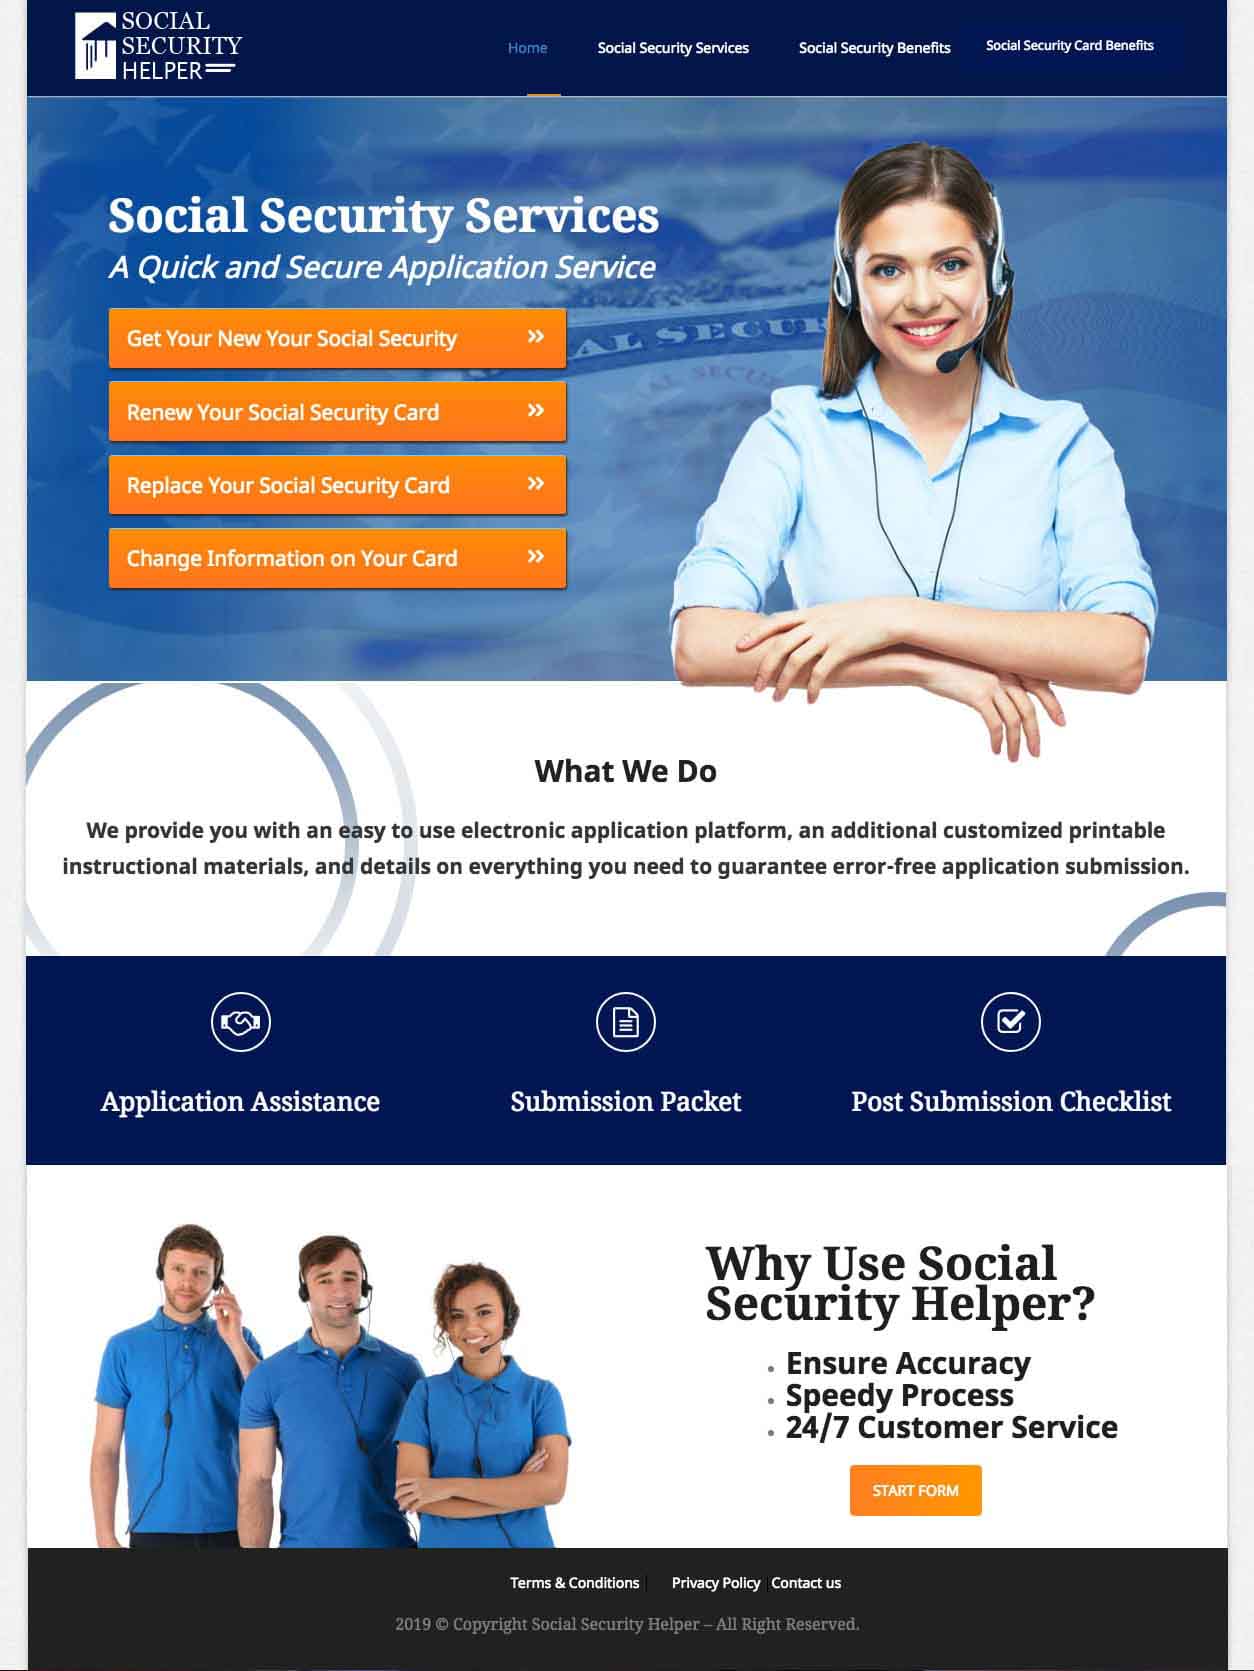 SOCIAL
SECURITY
HELPER
Home
Social Security Services
Social Security Benefits
Social Security Card Benefits
Social Security Services
A Quick and Secure Application Service
Get Your New Your Social Security »
Renew Your Social Security Card »
Replace Your Social Security Card »
Change Information on Your Card »
AL SECUR
AL SECU
What We Do
We provide you with an easy to use electronic application platform, an additional customized printable
instructional materials, and details on everything you need to guarantee error-free application submission.
Application Assistance
Submission Packet
Post Submission Checklist
Why Use Social
Security Helper?
• Ensure Accuracy
• Speedy Process
• 24/7 Customer Service
START FORM
Terms & Conditions | Privacy Policy | Contact us
2019 © Copyright Social Security Helper – All Right Reserved.